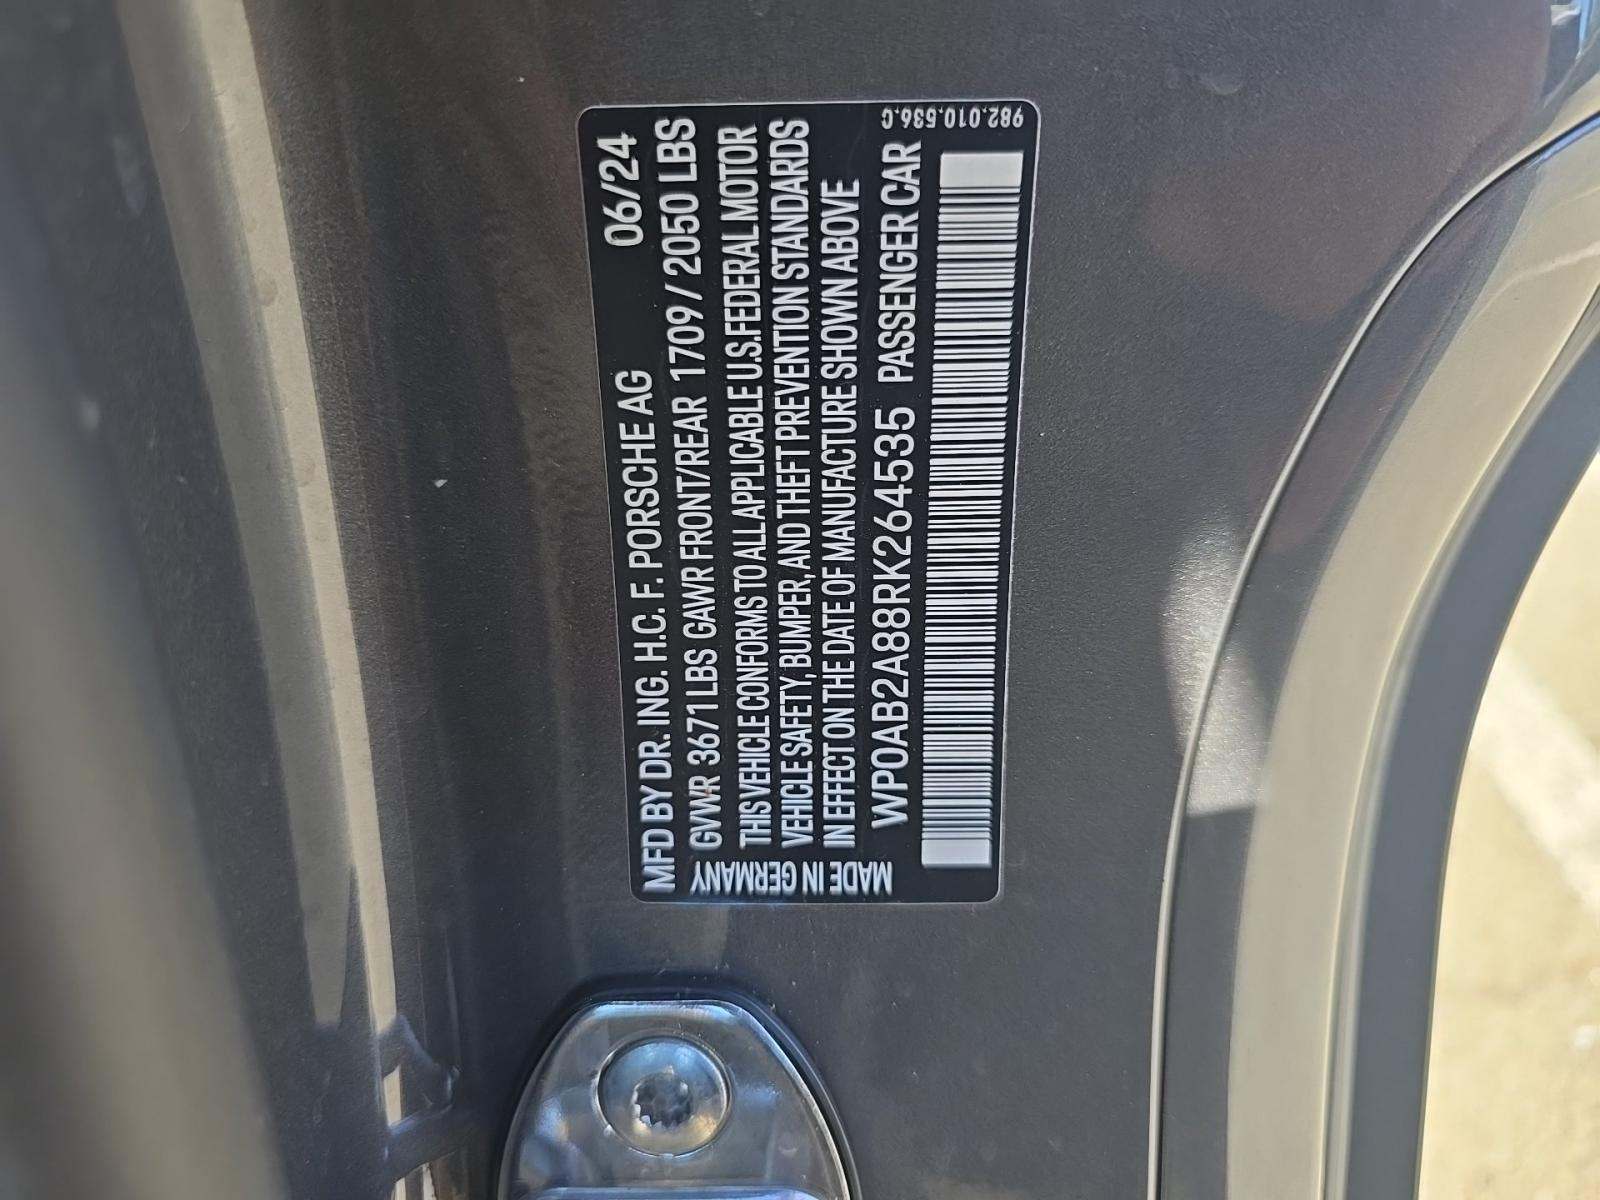 MFD BY DR. ING. H.C. F. PORSCHE AG 06/24
GVWR 3671 LBS GAWR FRONT/REAR 1709 / 2050 LBS
THIS VEHICLE CONFORMS TO ALL APPLICABLE U.S. FEDERAL MOTOR
VEHICLE SAFETY, BUMPER, AND THEFT PREVENTION STANDARDS
IN EFFECT ON THE DATE OF MANUFACTURE SHOWN ABOVE
WP0AB2A88RK264535 PASSENGER CAR
MADE IN GERMANY
982.010.536.C